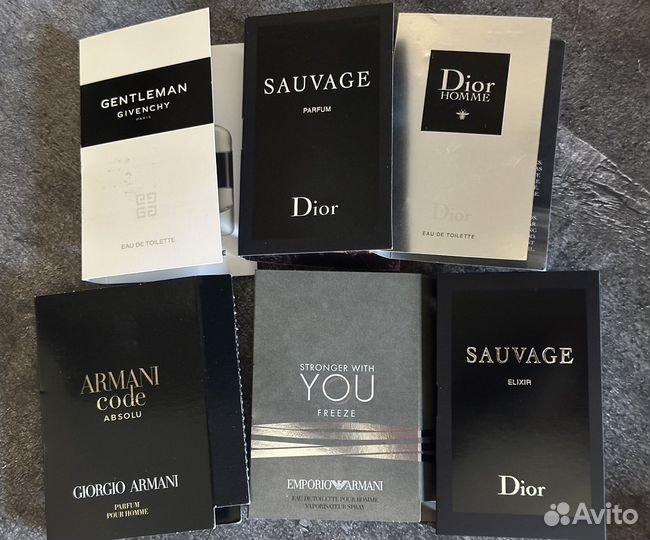 GENTLEMAN
GIVENCHY
PARIS
EAU DE TOILETTE
SAUVAGE
PARFUM
Dior
Dior
HOMME
Dior
EAU DE TOILETTE
ARMANI
code
ABSOLU
GIORGIO ARMANI
PARFUM
POUR HOMME
STRONGER WITH
YOU
FREEZE
EMPORIO ARMANI
EAU DE TOILETTE POUR HOMME
VAPORISATEUR SPRAY
SAUVAGE
ELIXIR
Dior
Avito